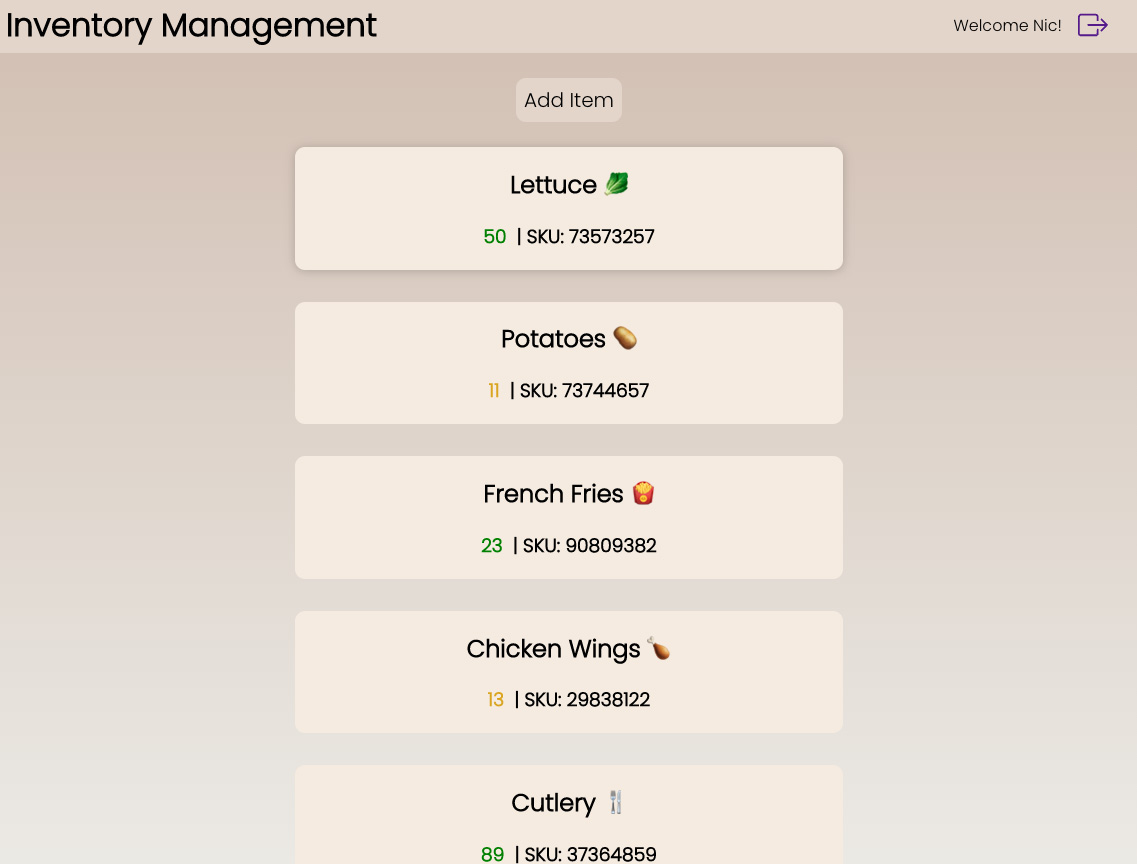 Inventory Management
Welcome Nic!
Add Item
Lettuce 🥬
50 | SKU: 73573257
Potatoes 🥔
11 | SKU: 73744657
French Fries 🍟
23 | SKU: 90809382
Chicken Wings 🍗
13 | SKU: 29838122
Cutlery 🍴
89 | SKU: 37364859